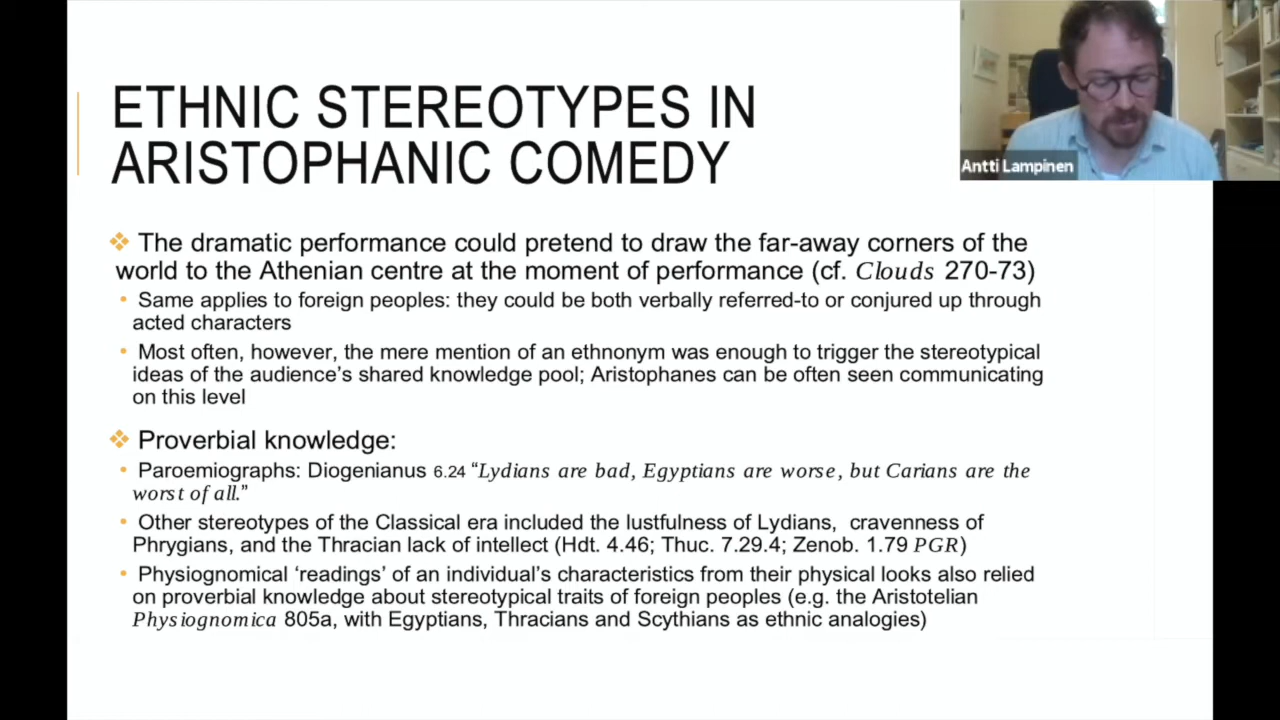 ETHNIC STEREOTYPES IN
ARISTOPHANIC COMEDY
Antti Lampinen
The dramatic performance could pretend to draw the far-away corners of the
world to the Athenian centre at the moment of performance (cf. Clouds 270-73)
Same applies to foreign peoples: they could be both verbally referred-to or conjured up through
acted characters
Most often, however, the mere mention of an ethnonym was enough to trigger the stereotypical
ideas of the audience's shared knowledge pool; Aristophanes can be often seen communicating
on this level
Proverbial knowledge:
Paroemiographs: Diogenianus 6.24 “Lydians are bad, Egyptians are worse, but Carians are the
worst of all.”
Other stereotypes of the Classical era included the lustfulness of Lydians, cravenness of
Phrygians, and the Thracian lack of intellect (Hdt. 4.46; Thuc. 7.29.4; Zenob. 1.79 PGR)
Physiognomical ‘readings’ of an individual's characteristics from their physical looks also relied
on proverbial knowledge about stereotypical traits of foreign peoples (e.g. the Aristotelian
Physiognomica 805a, with Egyptians, Thracians and Scythians as ethnic analogies)